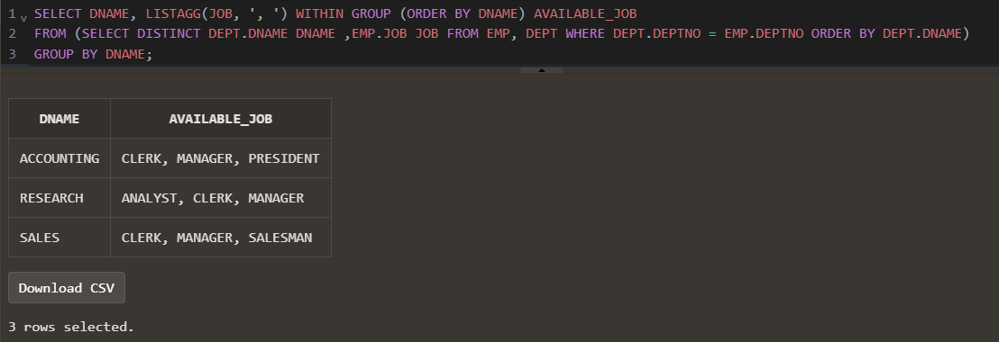 1 SELECT DNAME, LISTAGG(JOB, ', ') WITHIN GROUP (ORDER BY DNAME) AVAILABLE_JOB
2 FROM (SELECT DISTINCT DEPT.DNAME DNAME ,EMP.JOB JOB FROM EMP, DEPT WHERE DEPT.DEPTNO = EMP.DEPTNO ORDER BY DEPT.DNAME)
3 GROUP BY DNAME;
DNAME AVAILABLE_JOB
ACCOUNTING CLERK, MANAGER, PRESIDENT
RESEARCH ANALYST, CLERK, MANAGER
SALES CLERK, MANAGER, SALESMAN
Download CSV
3 rows selected.